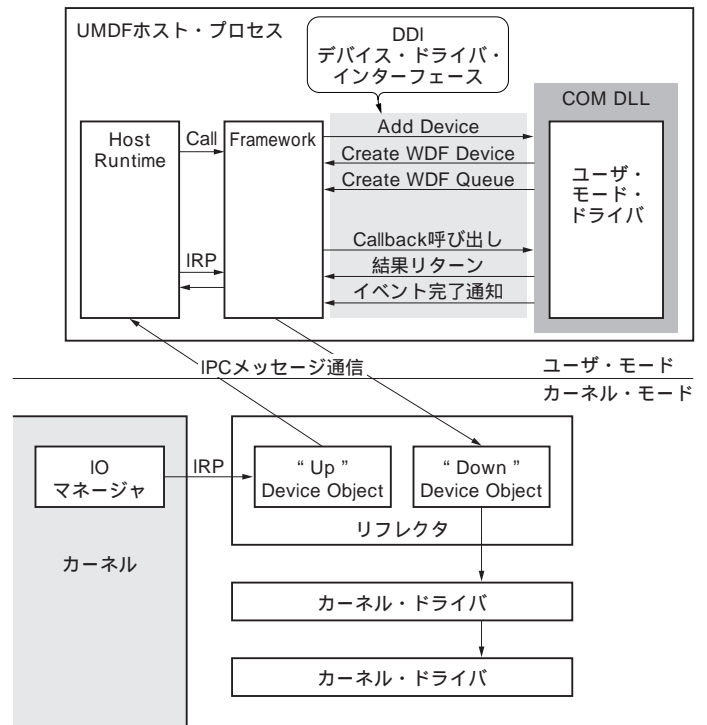 UMDFホスト・プロセス
DDI
デバイス・ドライバ・
インターフェース
COM DLL
Host
Runtime
Call
Framework
Add Device
Create WDF Device
Create WDF Queue
ユーザ・
モード・
ドライバ
Callback呼び出し
IRP
結果リターン
イベント完了通知
IPCメッセージ通信
ユーザ・モード
カーネル・モード
IO
マネージャ
IRP
“ Up ”
Device Object
“ Down ”
Device Object
リフレクタ
カーネル
カーネル・ドライバ
カーネル・ドライバ